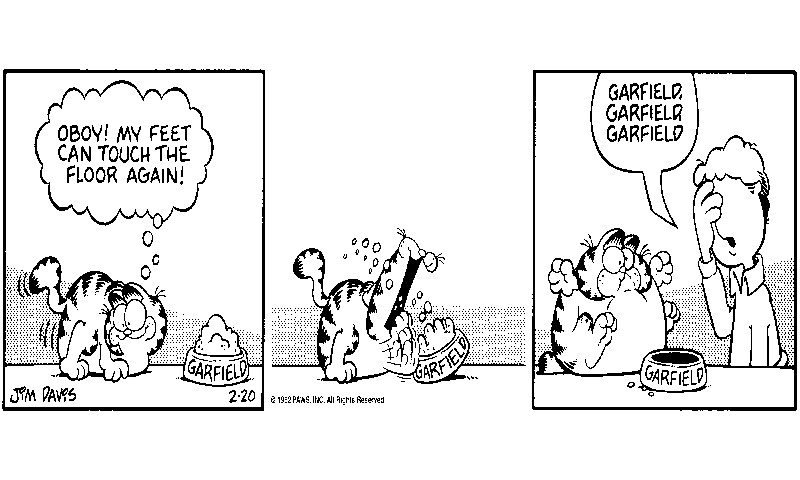 OBOY! MY FEET
CAN TOUCH THE
FLOOR AGAIN!
GARFIELD
JIM DAVIS
2-20
GARFIELD
© 1992 PAWS, INC. All Rights Reserved
GARFIELD,
GARFIELD,
GARFIELD
GARFIELD